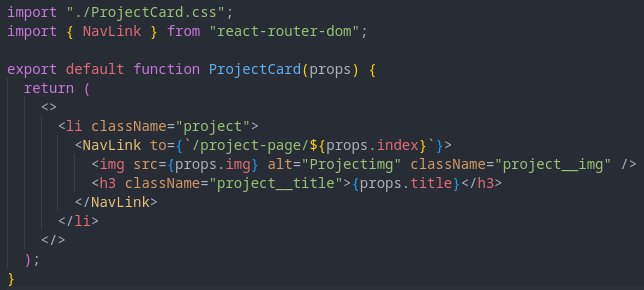 import "./ProjectCard.css";
import { NavLink } from "react-router-dom";

export default function ProjectCard(props) {
  return (
    <>
      <li className="project">
        <NavLink to={`/project-page/${props.index}`}>
          <img src={props.img} alt="Projectimg" className="project__img" />
          <h3 className="project__title">{props.title}</h3>
        </NavLink>
      </li>
    </>
  );
}